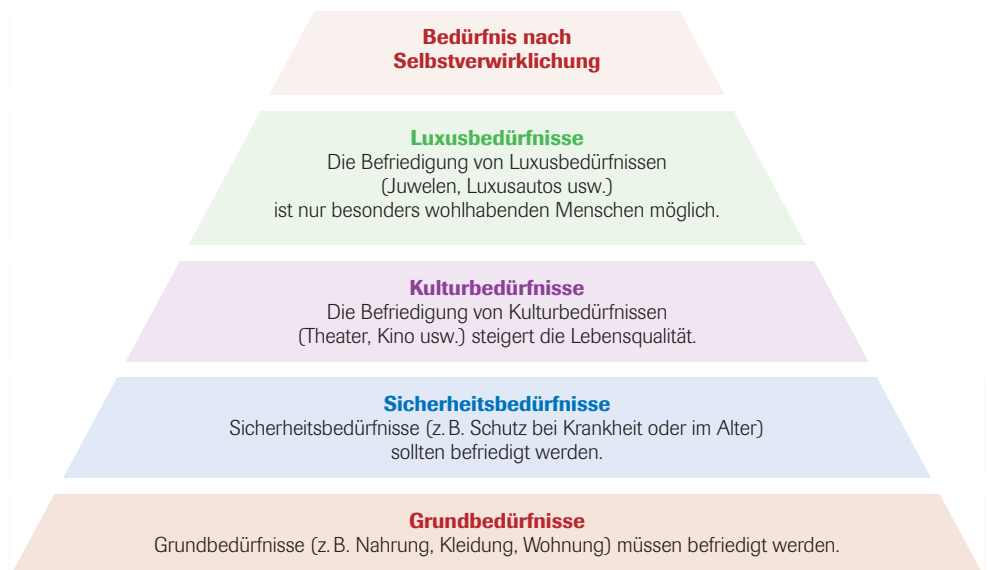 Bedürfnis nach
Selbstverwirklichung
Luxusbedürfnisse
Die Befriedigung von Luxusbedürfnissen
(Juwelen, Luxusautos usw.)
ist nur besonders wohlhabenden Menschen möglich.
Kulturbedürfnisse
Die Befriedigung von Kulturbedürfnissen
(Theater, Kino usw.) steigert die Lebensqualität.
Sicherheitsbedürfnisse
Sicherheitsbedürfnisse (z. B. Schutz bei Krankheit oder im Alter)
sollten befriedigt werden.
Grundbedürfnisse
Grundbedürfnisse (z. B. Nahrung, Kleidung, Wohnung) müssen befriedigt werden.